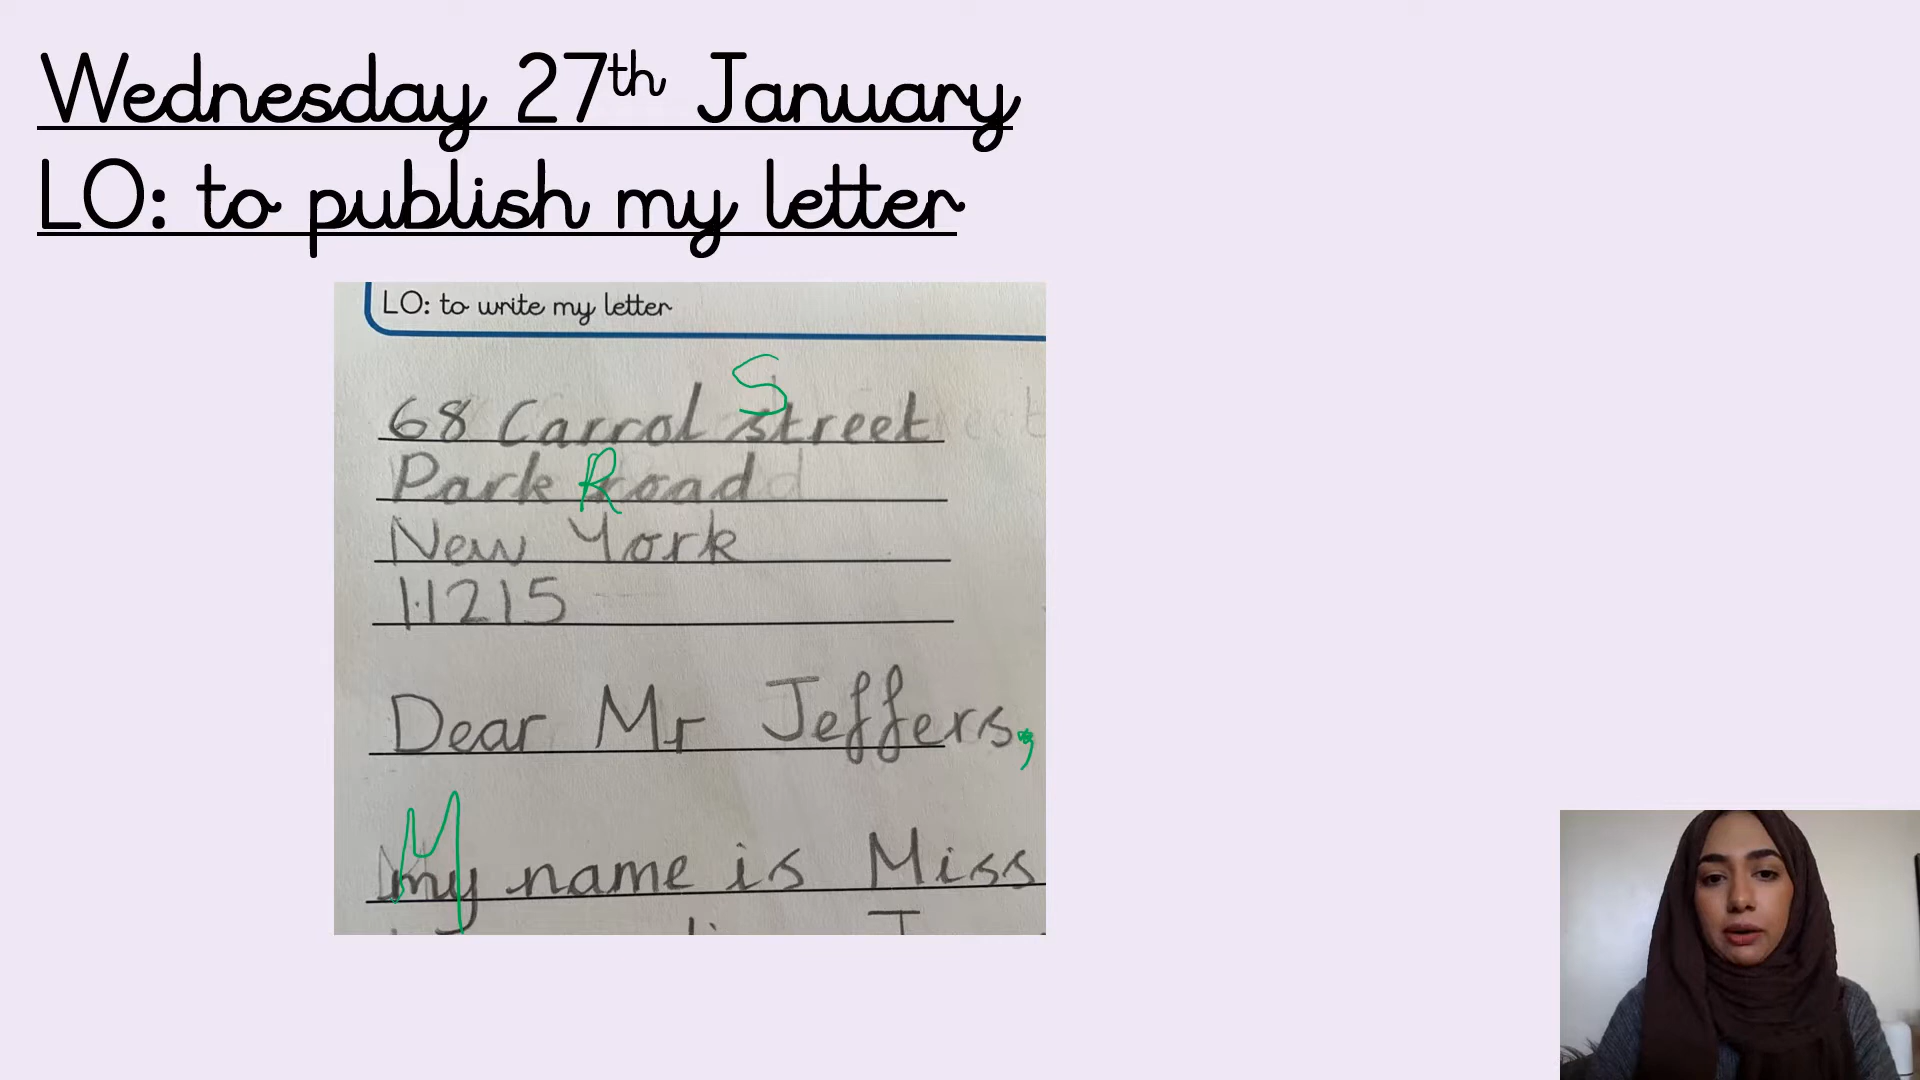 Wednesday 27th January
LO: to publish my letter
LO: to write my letter
68 Carrol Street
Park Road
New York
11215
Dear Mr Jeffers,
My name is Miss